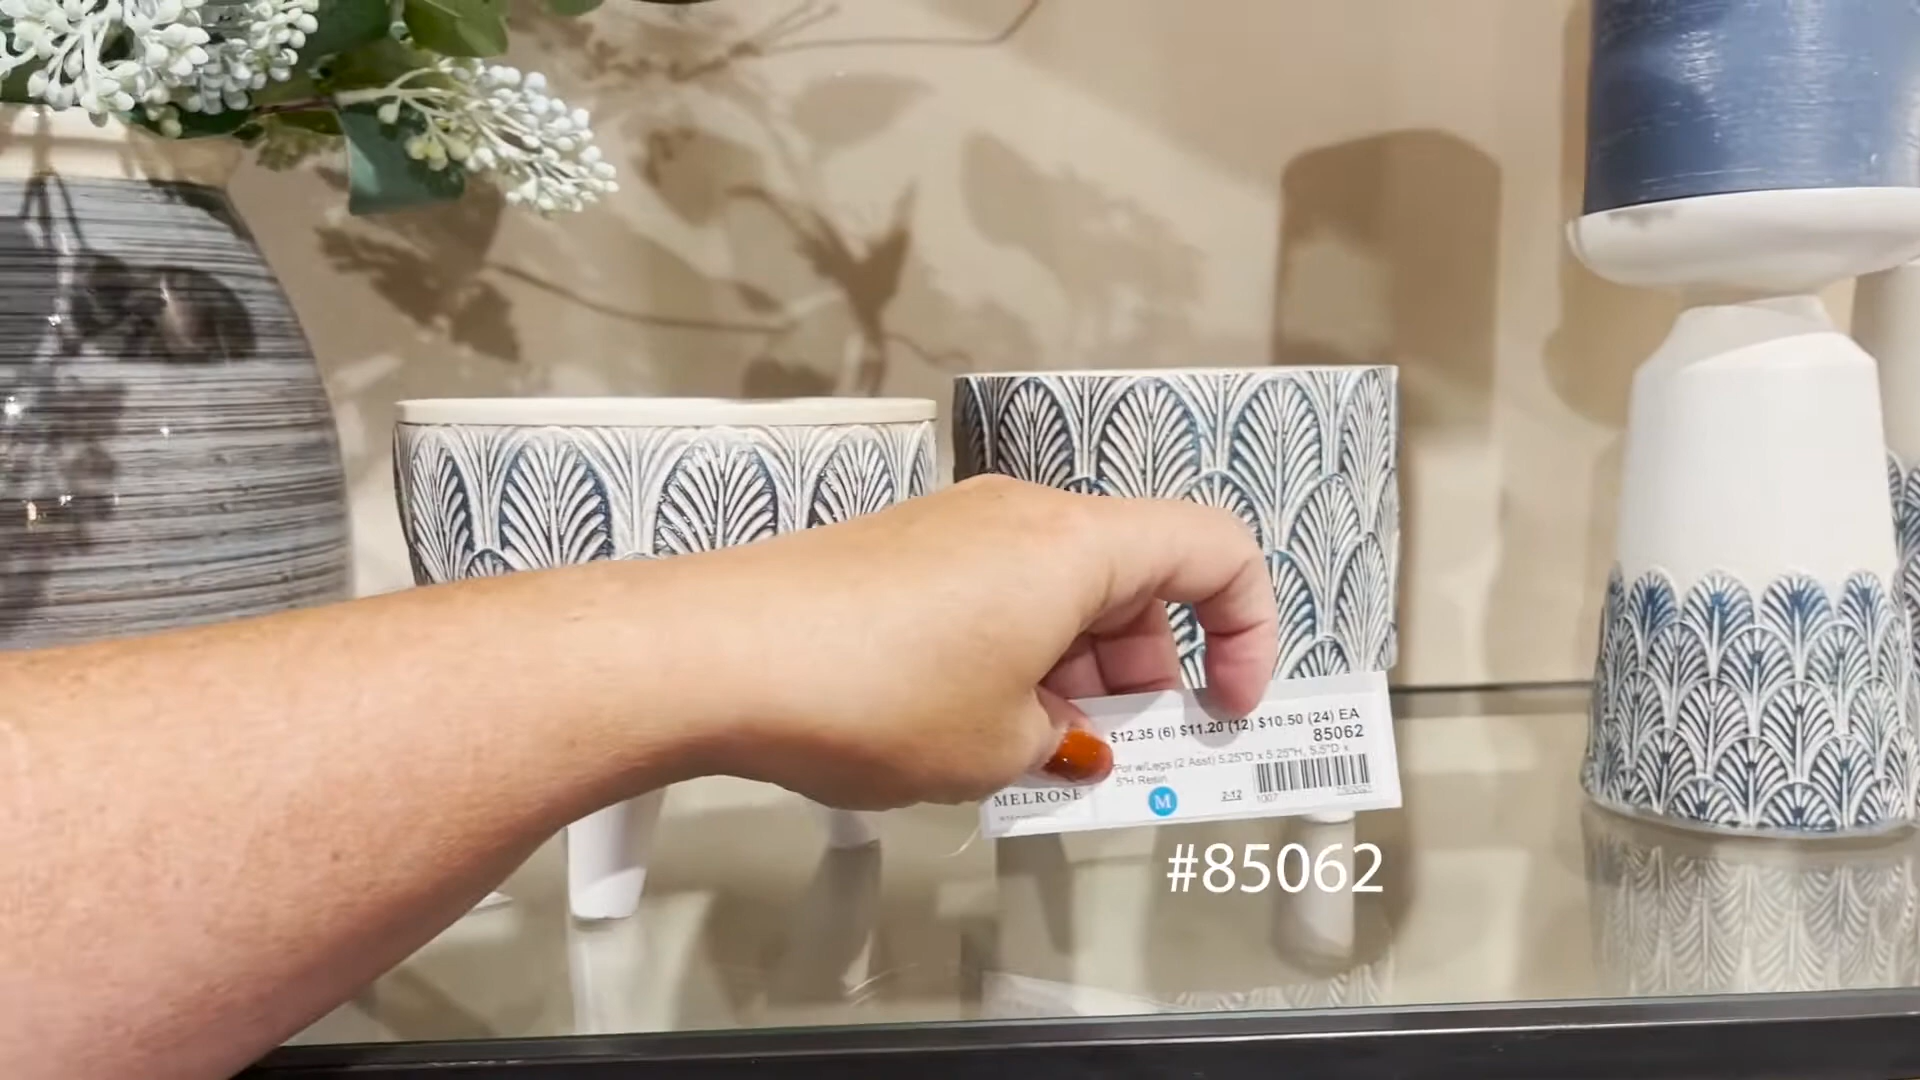 $12.35 (6) $11.20 (12) $10.50 (24) EA
85062
Pot w/Legs (2 Asst) 5.25"D x 5.25"H, 5.5"D x
5"H Resin
MELROSE
M
2-12
1007
#85062